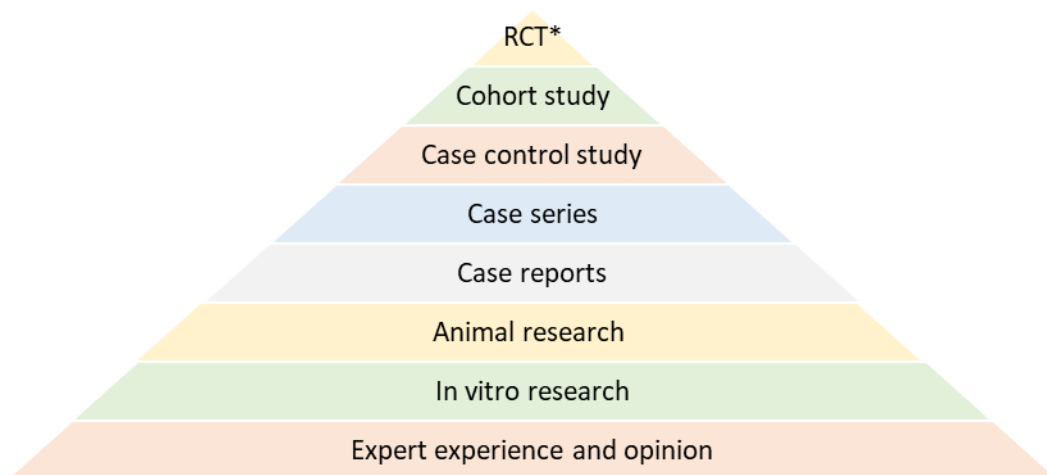 RCT*
Cohort study
Case control study
Case series
Case reports
Animal research
In vitro research
Expert experience and opinion